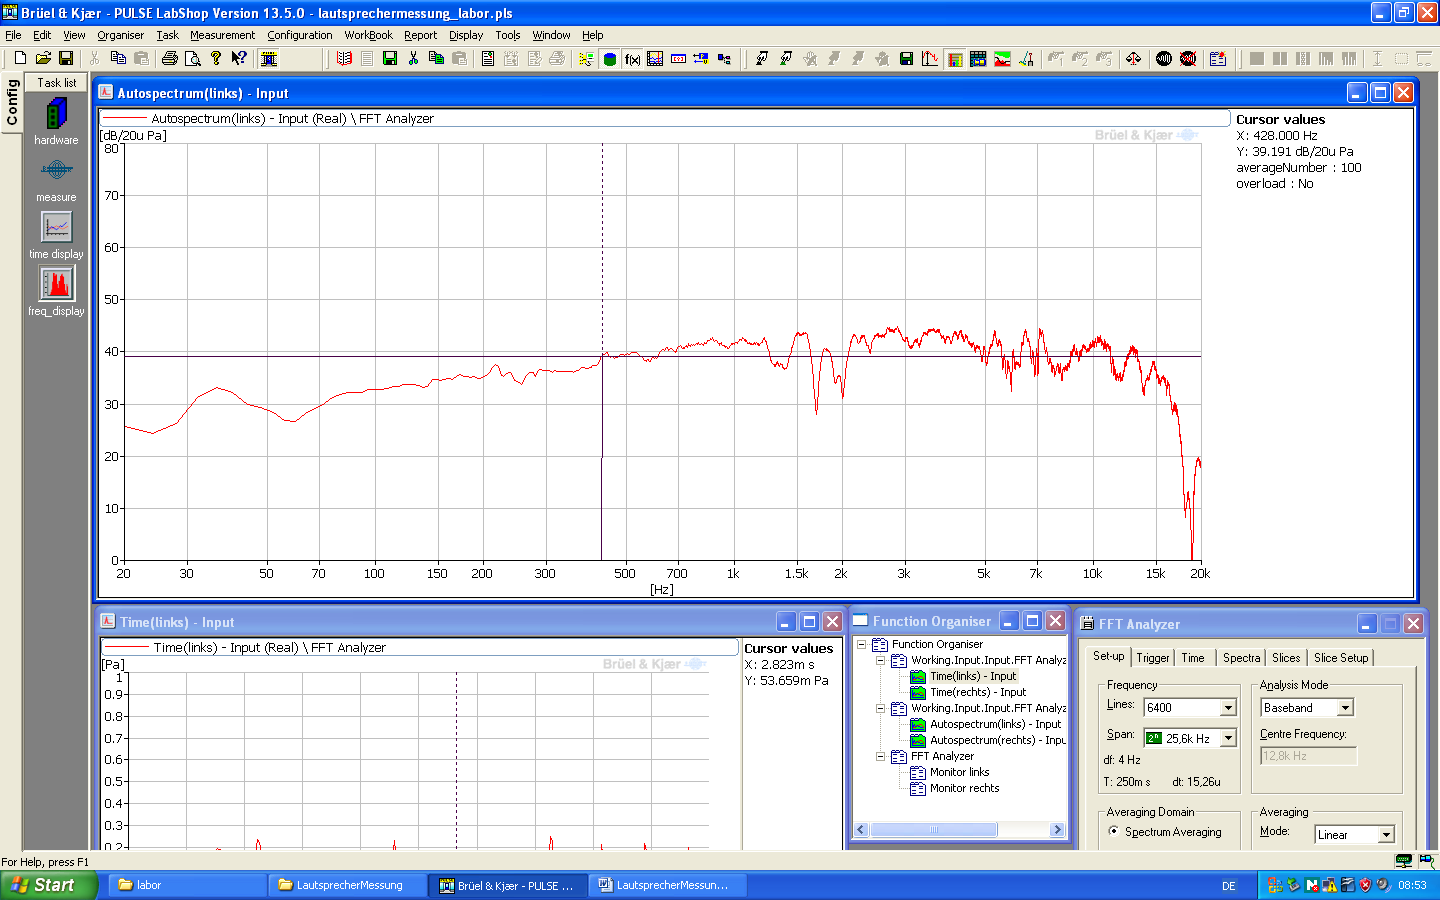 Brüel & Kjær - PULSE LabShop Version 13.5.0 - lautsprechermessung_labor.pls
File Edit View Organiser Task Measurement Configuration WorkBook Report Display Tools Window Help
Config
Task list
hardware
measure
time display
freq_display
Autospectrum(links) - Input
Autospectrum(links) - Input (Real) \ FFT Analyzer
[dB/20u Pa]
Brüel & Kjær
80
70
60
50
40
30
20
10
0
20 30 50 70 100 150 200 300 500 700 1k 1.5k 2k 3k 5k 7k 10k 15k 20k
[Hz]
Cursor values
X: 428.000 Hz
Y: 39.191 dB/20u Pa
averageNumber : 100
overload : No
Time(links) - Input
Time(links) - Input (Real) \ FFT Analyzer
[Pa]
Brüel & Kjær
1
0.9
0.8
0.7
0.6
0.5
0.4
0.3
0.2
Cursor values
X: 2.823m s
Y: 53.659m Pa
Function Organiser
Function Organiser
Working.Input.Input.FFT Analyz
Time(links) - Input
Time(rechts) - Input
Working.Input.Input.FFT Analyz
Autospectrum(links) - Input
Autospectrum(rechts) - Inpu
FFT Analyzer
Monitor links
Monitor rechts
FFT Analyzer
Set-up Trigger Time Spectra Slices Slice Setup
Frequency
Lines: 6400
Span: 2ⁿ 25,6k Hz
df: 4 Hz
T: 250m s dt: 15,26u
Analysis Mode
Baseband
Centre Frequency:
12,8k Hz
Averaging Domain
Spectrum Averaging
Averaging
Mode: Linear
For Help, press F1
Start
labor
LautsprecherMessung
Brüel & Kjær - PULSE ...
LautsprecherMessun...
DE
08:53